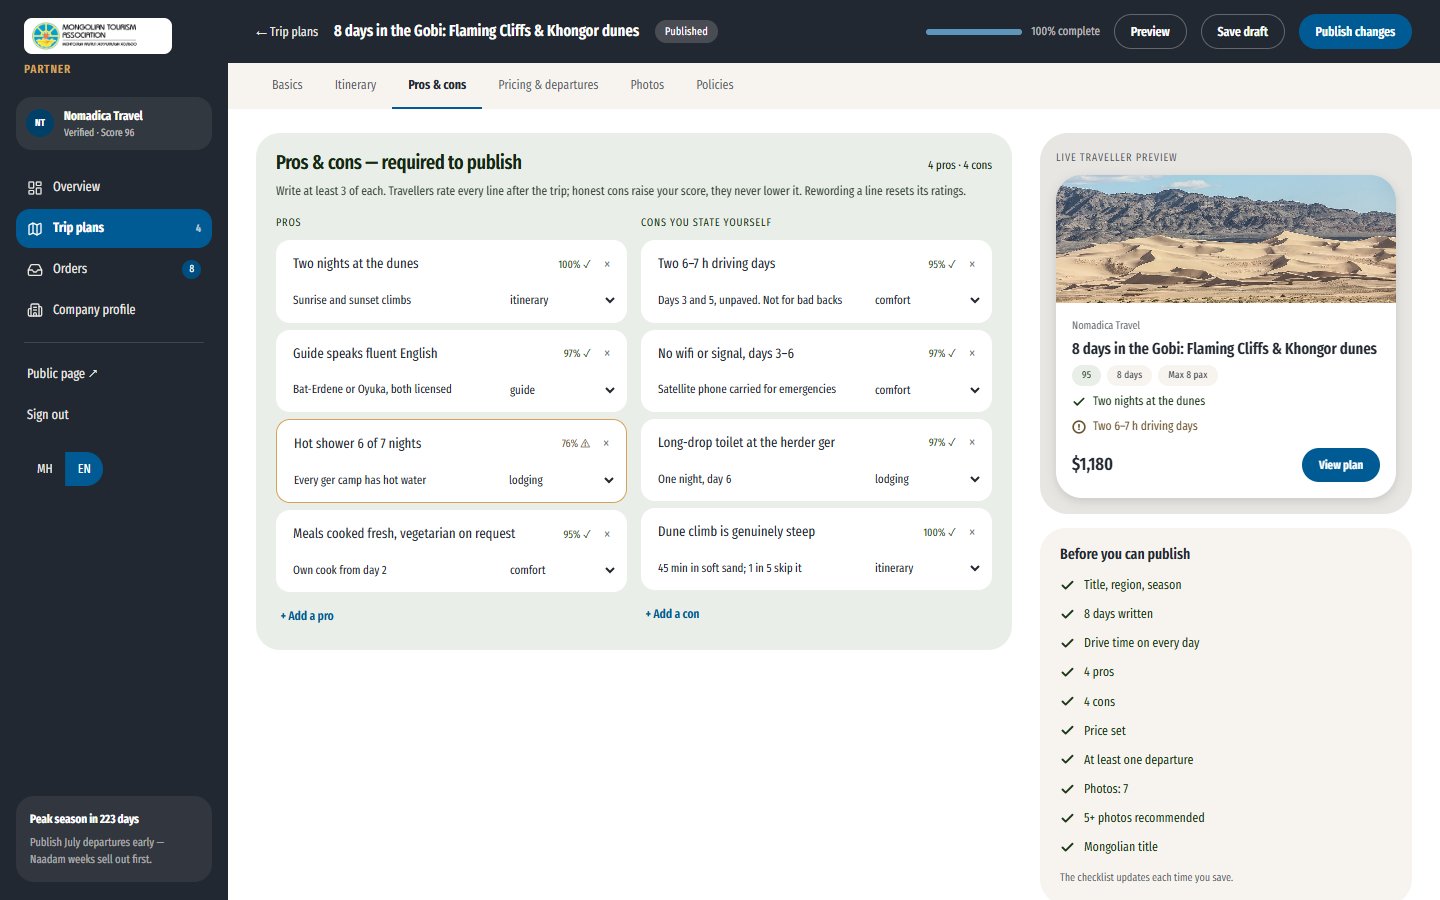 MONGOLIAN TOURISM
ASSOCIATION
PARTNER
NT
Nomadica Travel
Verified · Score 96
Overview
Trip plans
4
Orders
8
Company profile
Public page ↗
Sign out
МН
EN
Peak season in 223 days
Publish July departures early —
Naadam weeks sell out first.
← Trip plans
8 days in the Gobi: Flaming Cliffs & Khongor dunes
Published
100% complete
Preview
Save draft
Publish changes
Basics
Itinerary
Pros & cons
Pricing & departures
Photos
Policies
Pros & cons — required to publish
4 pros · 4 cons
Write at least 3 of each. Travellers rate every line after the trip; honest cons raise your score, they never lower it. Rewording a line resets its ratings.
PROS
Two nights at the dunes
100% ✓ ×
Sunrise and sunset climbs
itinerary
Guide speaks fluent English
97% ✓ ×
Bat-Erdene or Oyuka, both licensed
guide
Hot shower 6 of 7 nights
76% ⚠ ×
Every ger camp has hot water
lodging
Meals cooked fresh, vegetarian on request
95% ✓ ×
Own cook from day 2
comfort
+ Add a pro
CONS YOU STATE YOURSELF
Two 6–7 h driving days
95% ✓ ×
Days 3 and 5, unpaved. Not for bad backs
comfort
No wifi or signal, days 3–6
97% ✓ ×
Satellite phone carried for emergencies
comfort
Long-drop toilet at the herder ger
97% ✓ ×
One night, day 6
lodging
Dune climb is genuinely steep
100% ✓ ×
45 min in soft sand; 1 in 5 skip it
itinerary
+ Add a con
LIVE TRAVELLER PREVIEW
Nomadica Travel
8 days in the Gobi: Flaming Cliffs & Khongor dunes
95
8 days
Max 8 pax
Two nights at the dunes
Two 6–7 h driving days
$1,180
View plan
Before you can publish
Title, region, season
8 days written
Drive time on every day
4 pros
4 cons
Price set
At least one departure
Photos: 7
5+ photos recommended
Mongolian title
The checklist updates each time you save.